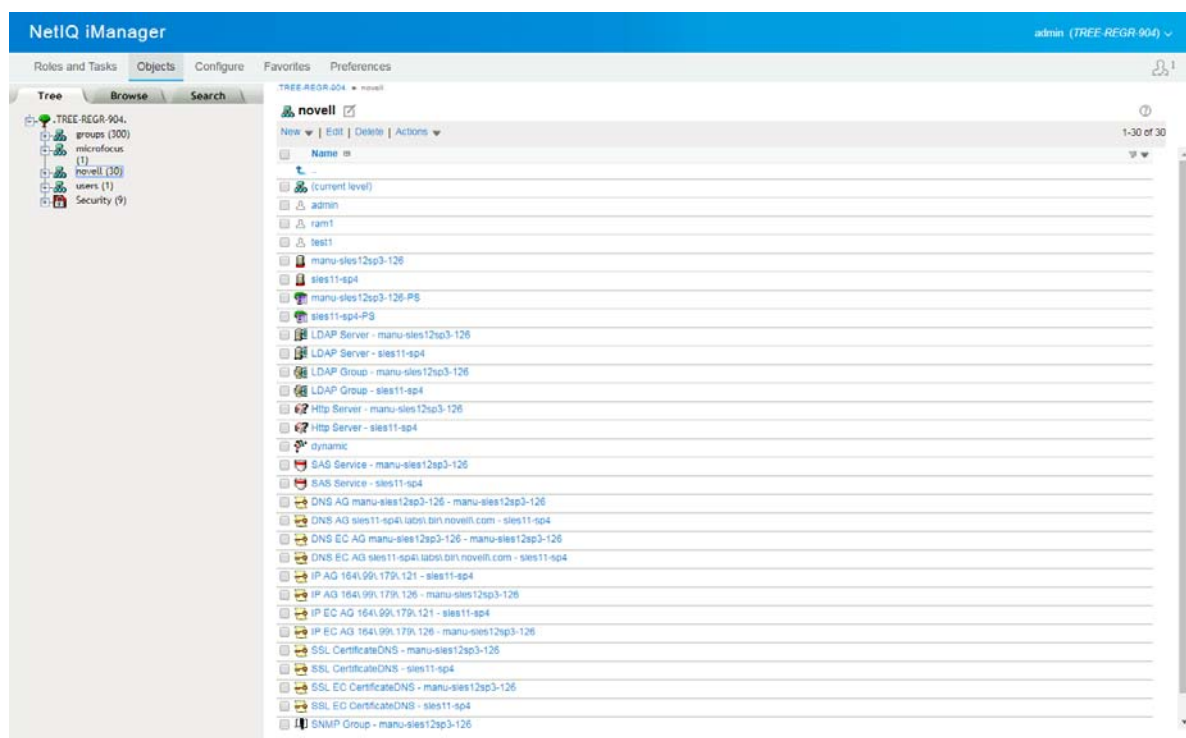 NetIQ iManager
admin (TREE-REGR-904)
Roles and Tasks Objects Configure Favorites Preferences
1
Tree Browse Search
TREE-REGR-904. novell
.TREE-REGR-904.
groups (300)
microfocus
(1)
novell (30)
users (1)
Security (9)
novell
New | Edit | Delete | Actions
1-30 of 30
Name
..
(current level)
admin
ram1
test1
manu-sles12sp3-126
sles11-sp4
manu-sles12sp3-126-PS
sles11-sp4-PS
LDAP Server - manu-sles12sp3-126
LDAP Server - sles11-sp4
LDAP Group - manu-sles12sp3-126
LDAP Group - sles11-sp4
Http Server - manu-sles12sp3-126
Http Server - sles11-sp4
dynamic
SAS Service - manu-sles12sp3-126
SAS Service - sles11-sp4
DNS AG manu-sles12sp3-126 - manu-sles12sp3-126
DNS AG sles11-sp4\.labs\.blr\.novell\.com - sles11-sp4
DNS EC AG manu-sles12sp3-126 - manu-sles12sp3-126
DNS EC AG sles11-sp4\.labs\.blr\.novell\.com - sles11-sp4
IP AG 164\.99\.179\.121 - sles11-sp4
IP AG 164\.99\.179\.126 - manu-sles12sp3-126
IP EC AG 164\.99\.179\.121 - sles11-sp4
IP EC AG 164\.99\.179\.126 - manu-sles12sp3-126
SSL CertificateDNS - manu-sles12sp3-126
SSL CertificateDNS - sles11-sp4
SSL EC CertificateDNS - manu-sles12sp3-126
SSL EC CertificateDNS - sles11-sp4
SNMP Group - manu-sles12sp3-126